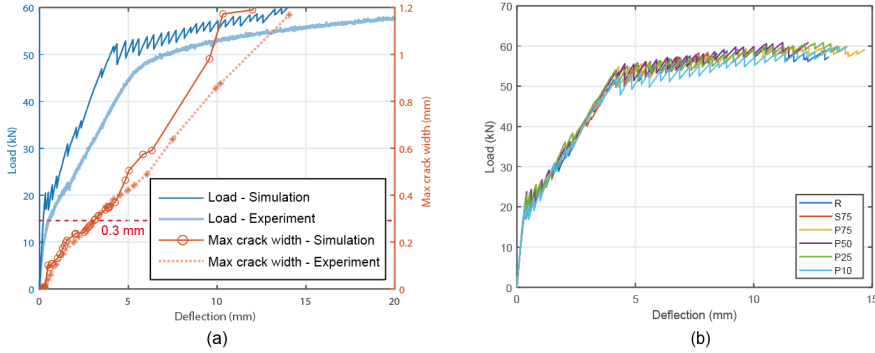 60
50
40
30
20
10
0
Load (kN)
1.2
1
0.8
0.6
0.4
0.2
0
Max crack width (mm)
Load - Simulation
Load - Experiment
Max crack width - Simulation
Max crack width - Experiment
0.3 mm
0 5 10 15 20
Deflection (mm)
(a)
70
60
50
40
30
20
10
0
Load (kN)
R
S75
P75
P50
P25
P10
0 5 10 15
Deflection (mm)
(b)